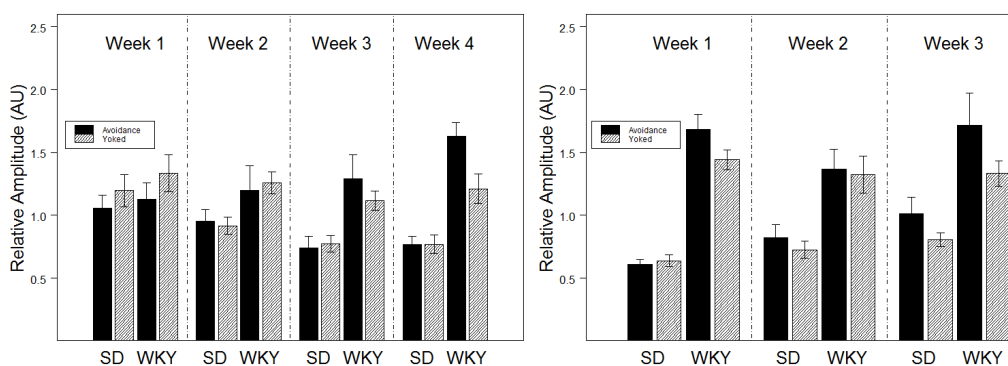 2.5
2.0
1.5
1.0
0.5
Relative Amplitude (AU)
Week 1 Week 2 Week 3 Week 4
Avoidance
Yoked
SD WKY SD WKY SD WKY SD WKY
2.5
2.0
1.5
1.0
0.5
Relative Amplitude (AU)
Week 1 Week 2 Week 3
Avoidance
Yoked
SD WKY SD WKY SD WKY